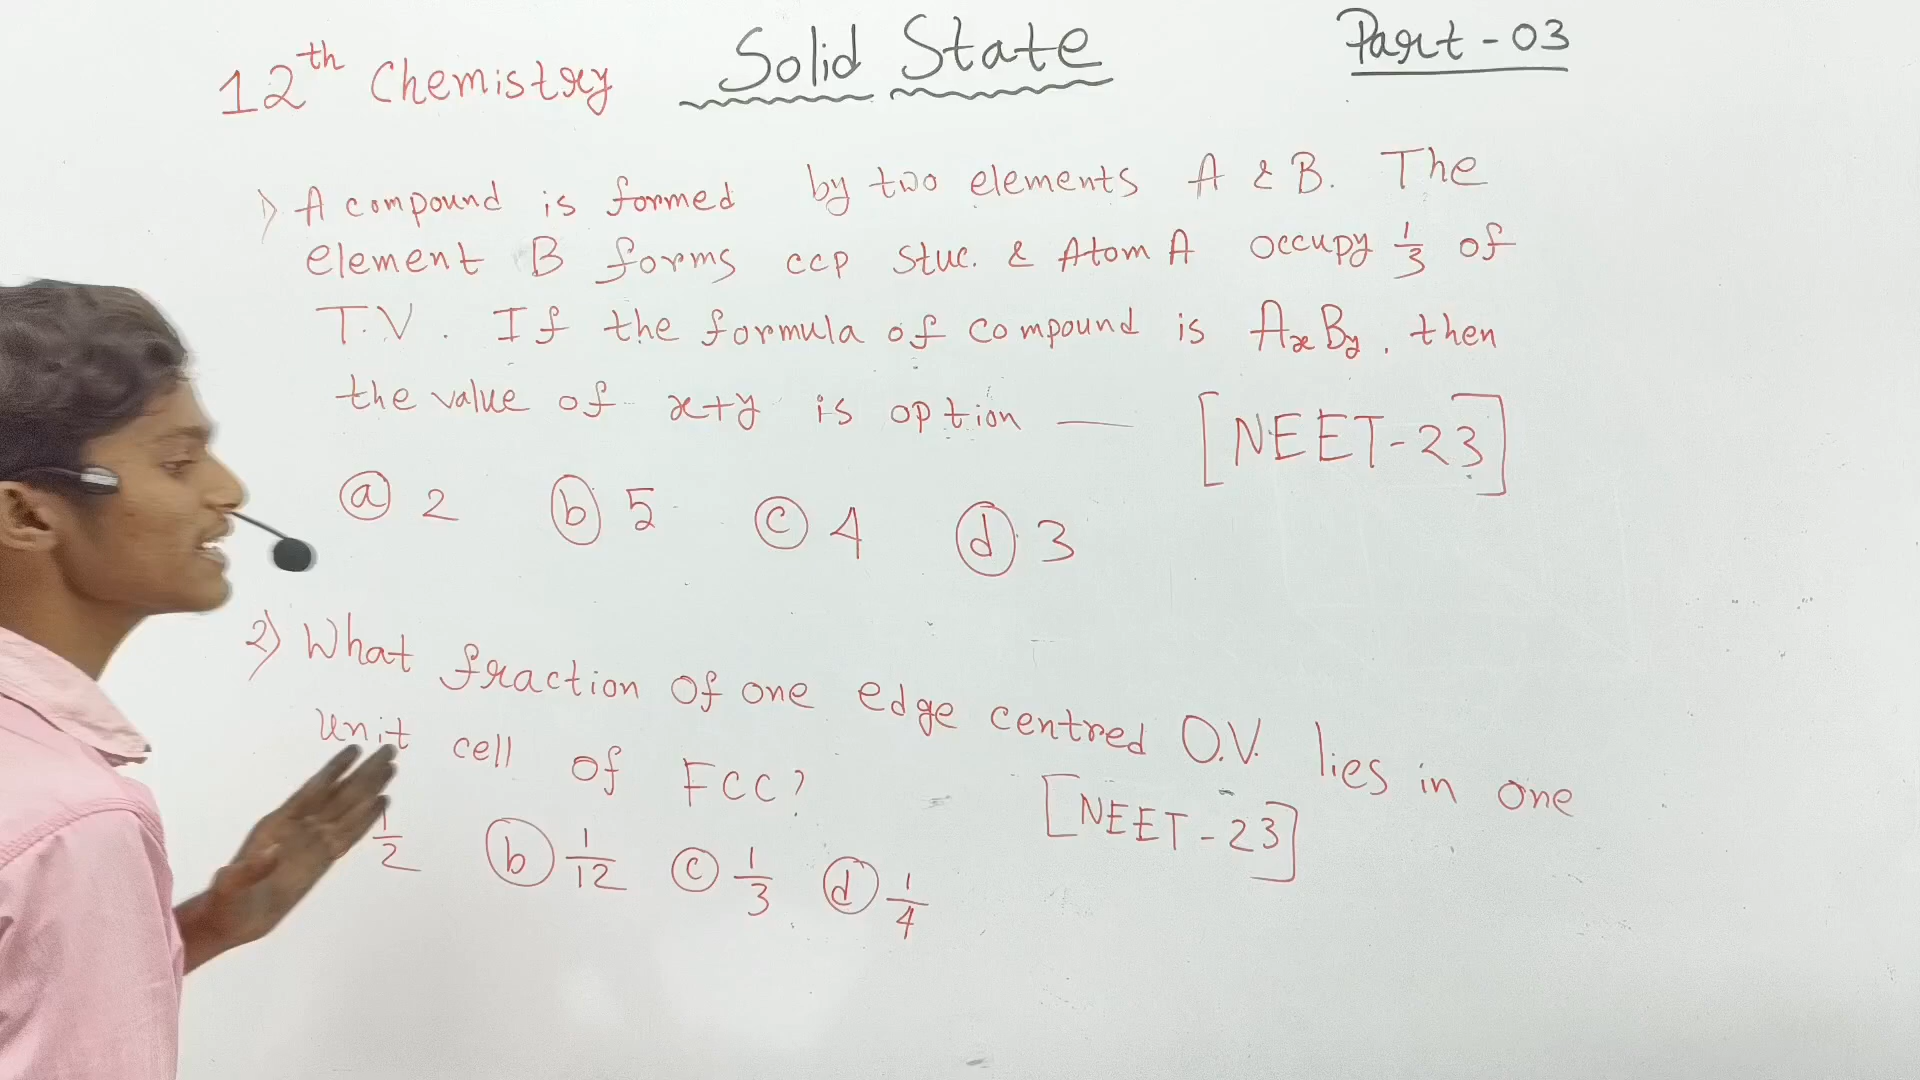 12th Chemistry Solid State Part - 03
1) A compound is formed by two elements A & B. The
element B forms ccp stuc. & Atom A occupy 1/3 of
T.V. If the formula of compound is AxBy. then
the value of x+y is option — [NEET-23]
(a) 2 (b) 5 (c) 4 (d) 3
2) What fraction of one edge centred O.V. lies in one
unit cell of FCC? [NEET-23]
1/2 (b) 1/12 (c) 1/3 (d) 1/4